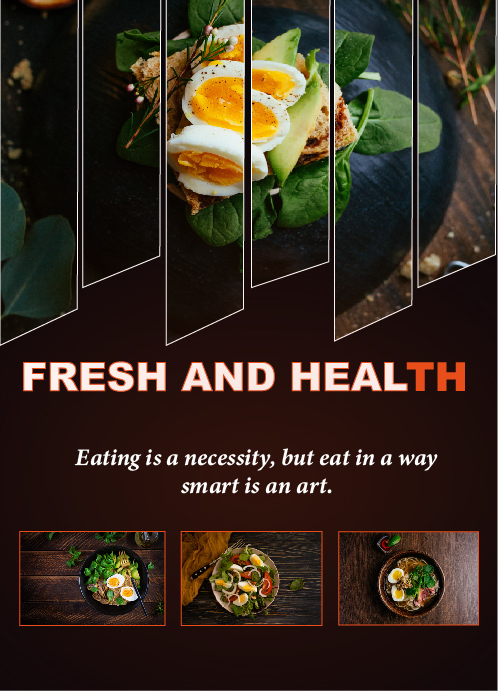 FRESH AND HEALTH
Eating is a necessity, but eat in a way
smart is an art.